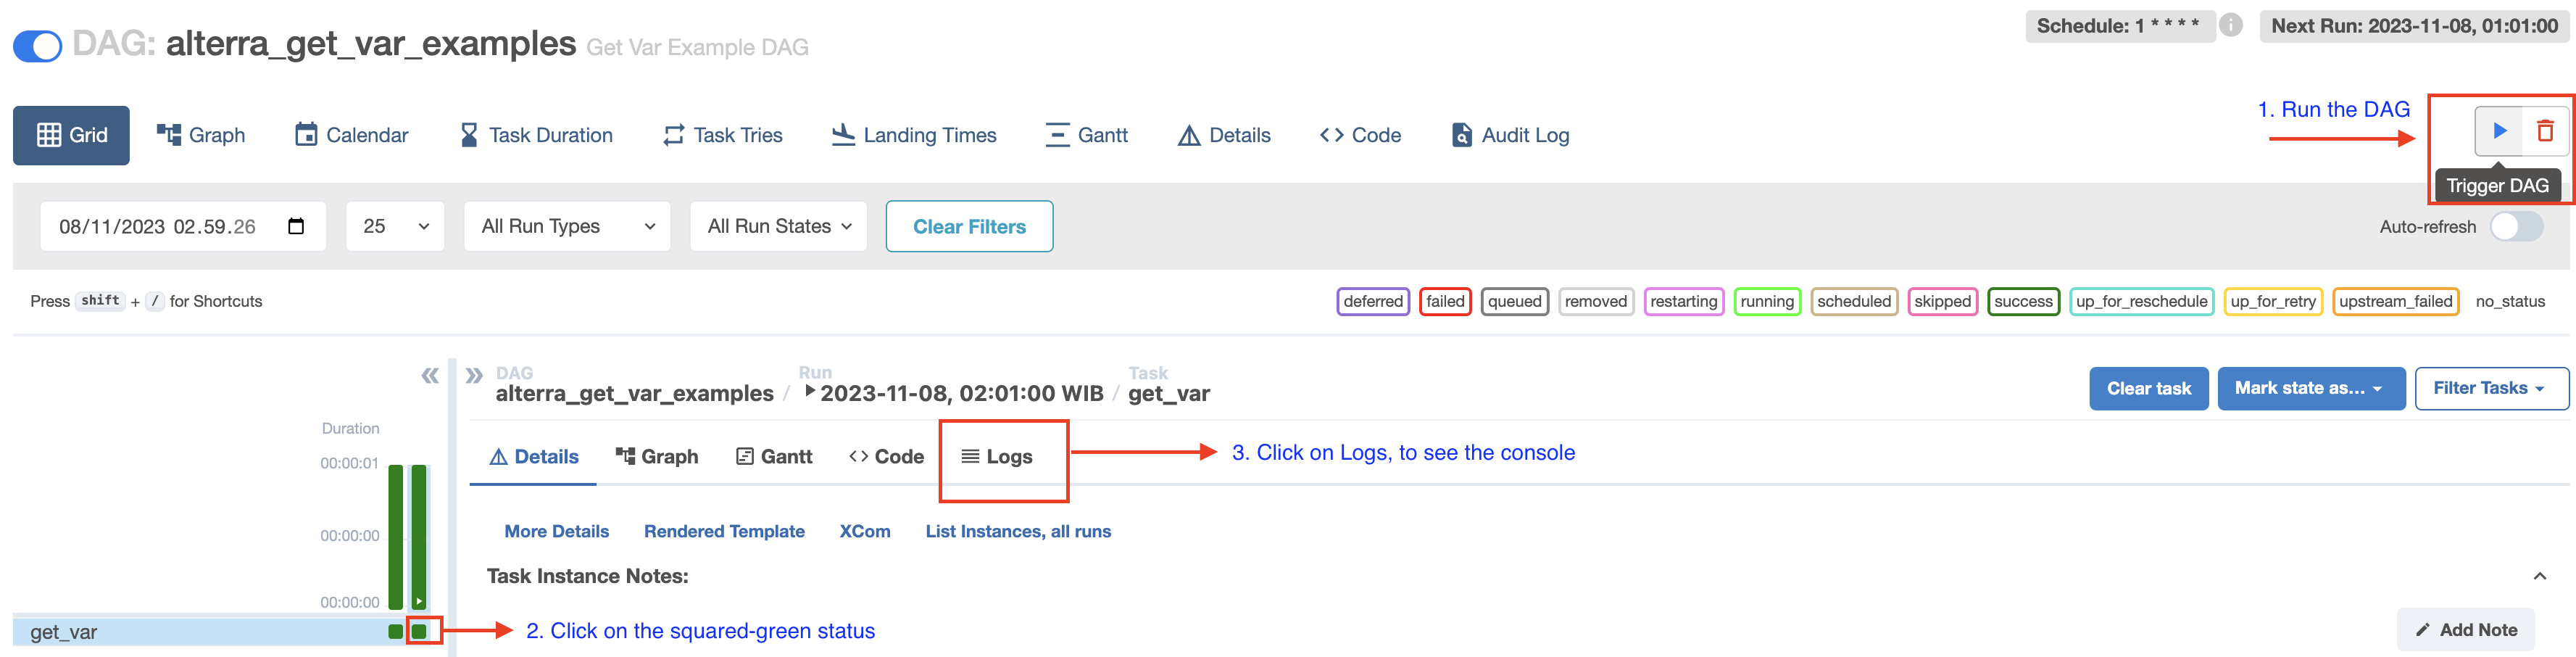 DAG: alterra_get_var_examples Get Var Example DAG
Schedule: 1 * * * *
Next Run: 2023-11-08, 01:01:00
Grid
Graph
Calendar
Task Duration
Task Tries
Landing Times
Gantt
Details
Code
Audit Log
1. Run the DAG
Trigger DAG
08/11/2023 02.59.26
25
All Run Types
All Run States
Clear Filters
Auto-refresh
Press shift + / for Shortcuts
deferred
failed
queued
removed
restarting
running
scheduled
skipped
success
up_for_reschedule
up_for_retry
upstream_failed
no_status
DAG
alterra_get_var_examples /
Run
2023-11-08, 02:01:00 WIB /
Task
get_var
Clear task
Mark state as...
Filter Tasks
Duration
00:00:01
00:00:00
00:00:00
get_var
Details
Graph
Gantt
Code
Logs
3. Click on Logs, to see the console
More Details
Rendered Template
XCom
List Instances, all runs
Task Instance Notes:
2. Click on the squared-green status
Add Note